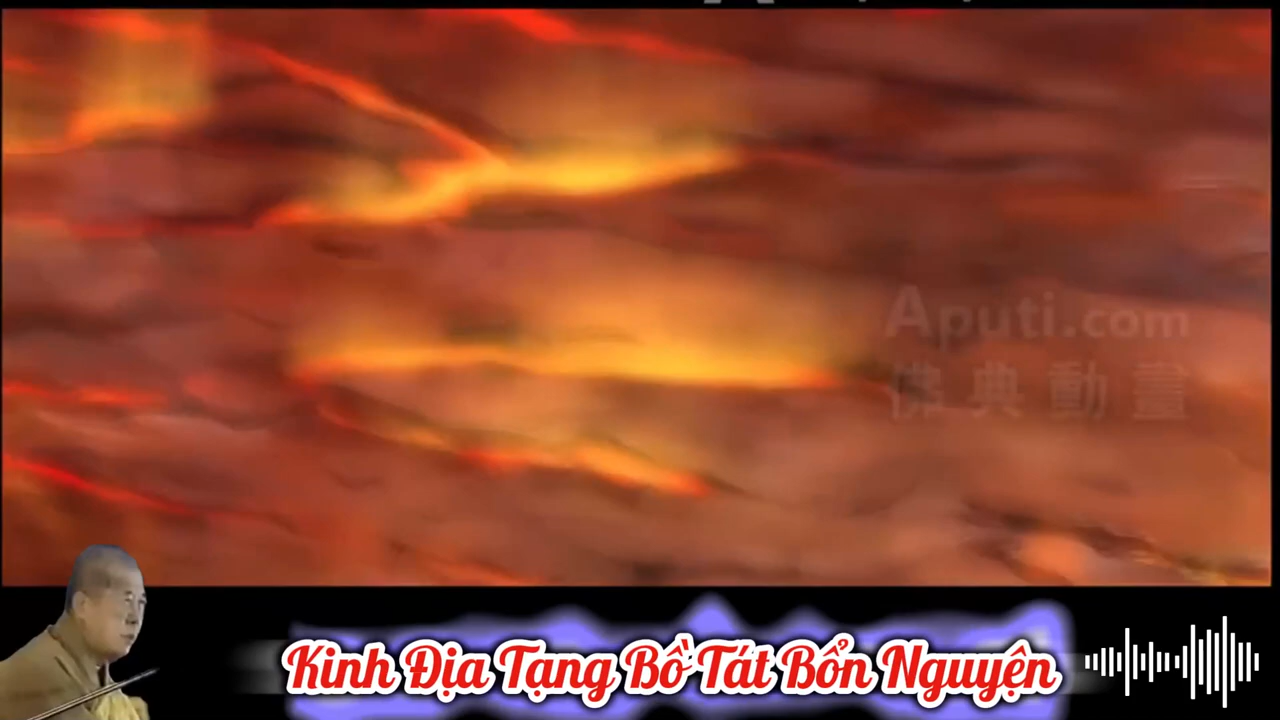 Aputi.com
佛典動畫
Kinh Địa Tạng Bồ Tát Bổn Nguyện